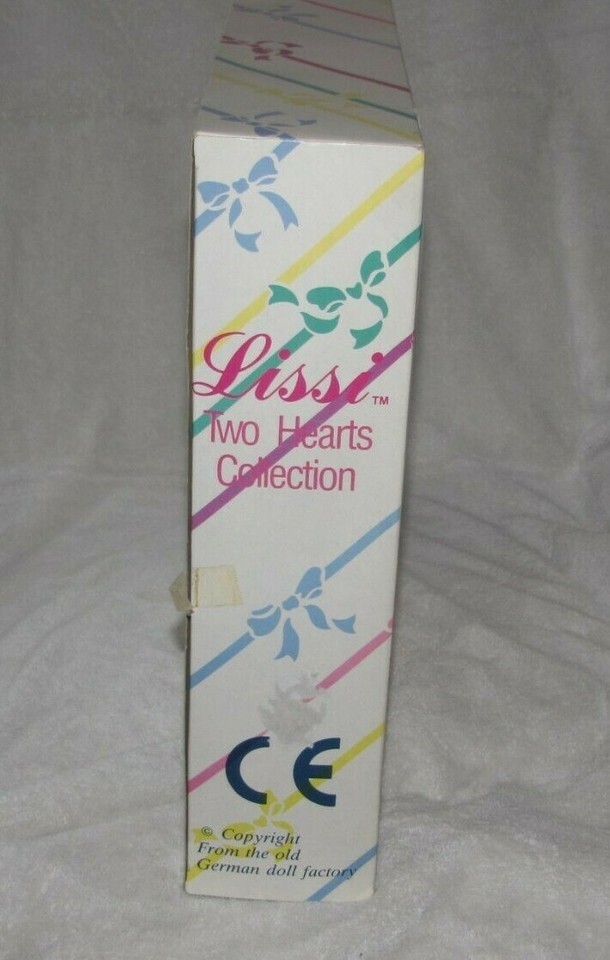 Lissi™
Two Hearts
Collection
CE
© Copyright
From the old
German doll factory